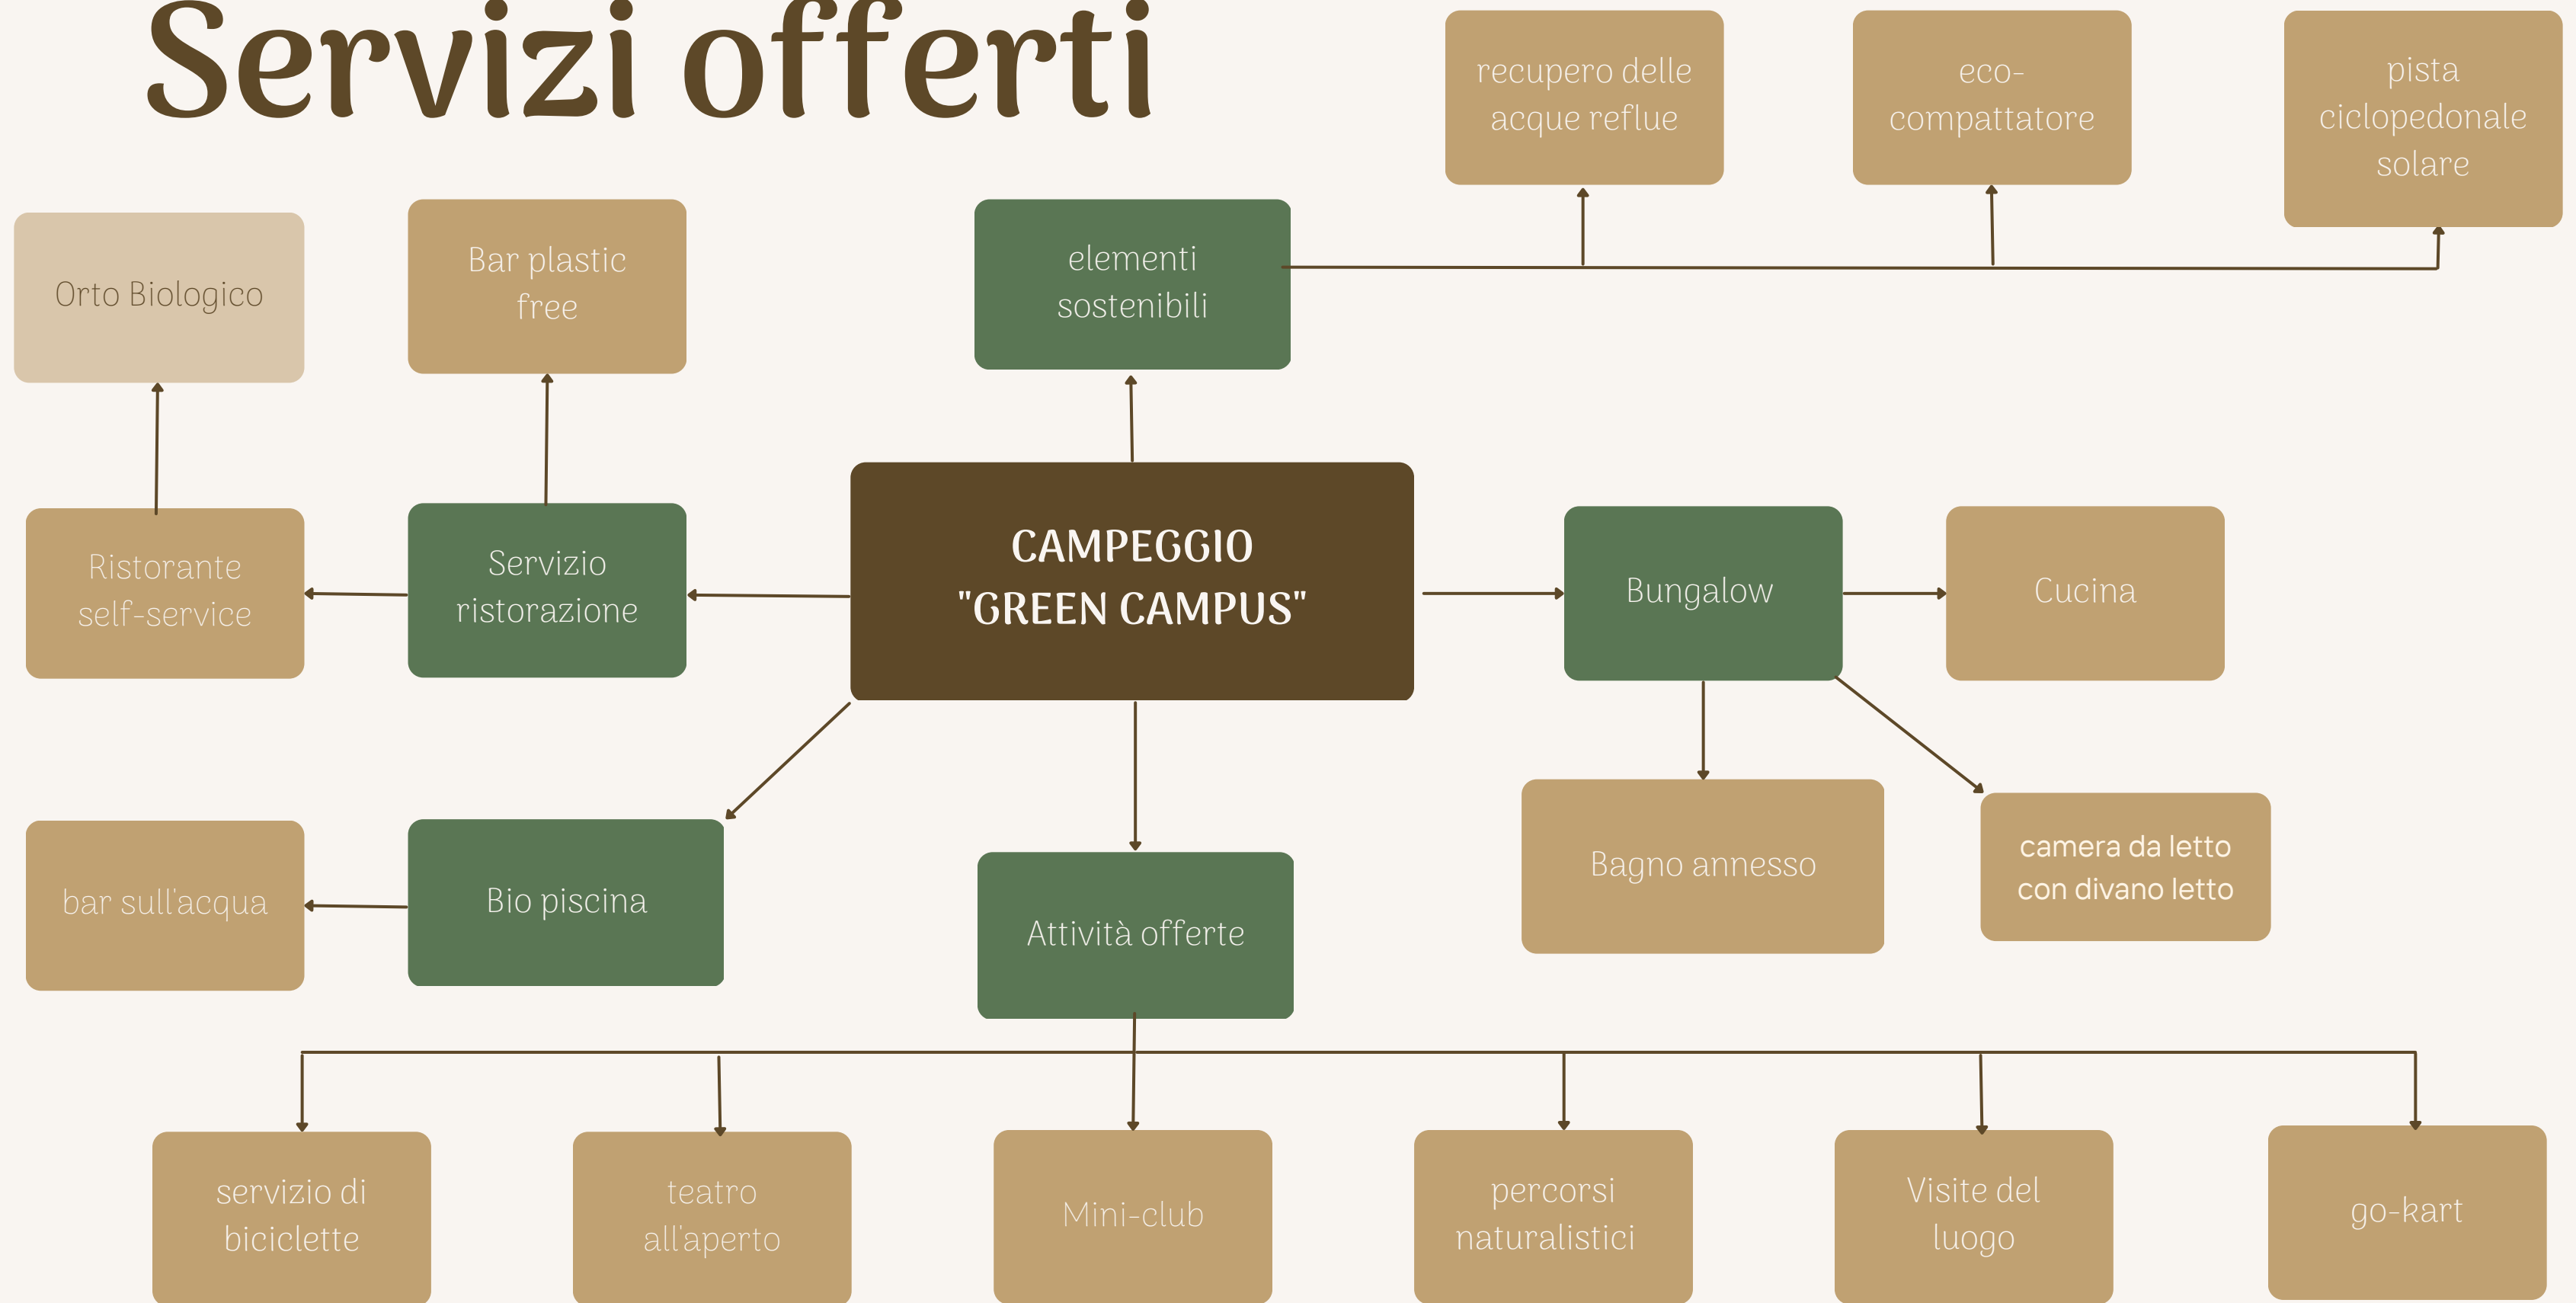 Servizi offerti
recupero delle
acque reflue
eco-
compattatore
pista
ciclopedonale
solare
Orto Biologico
Bar plastic
free
elementi
sostenibili
Ristorante
self-service
Servizio
ristorazione
CAMPEGGIO
"GREEN CAMPUS"
Bungalow
Cucina
bar sull'acqua
Bio piscina
Attività offerte
Bagno annesso
camera da letto
con divano letto
servizio di
biciclette
teatro
all'aperto
Mini-club
percorsi
naturalistici
Visite del
luogo
go-kart